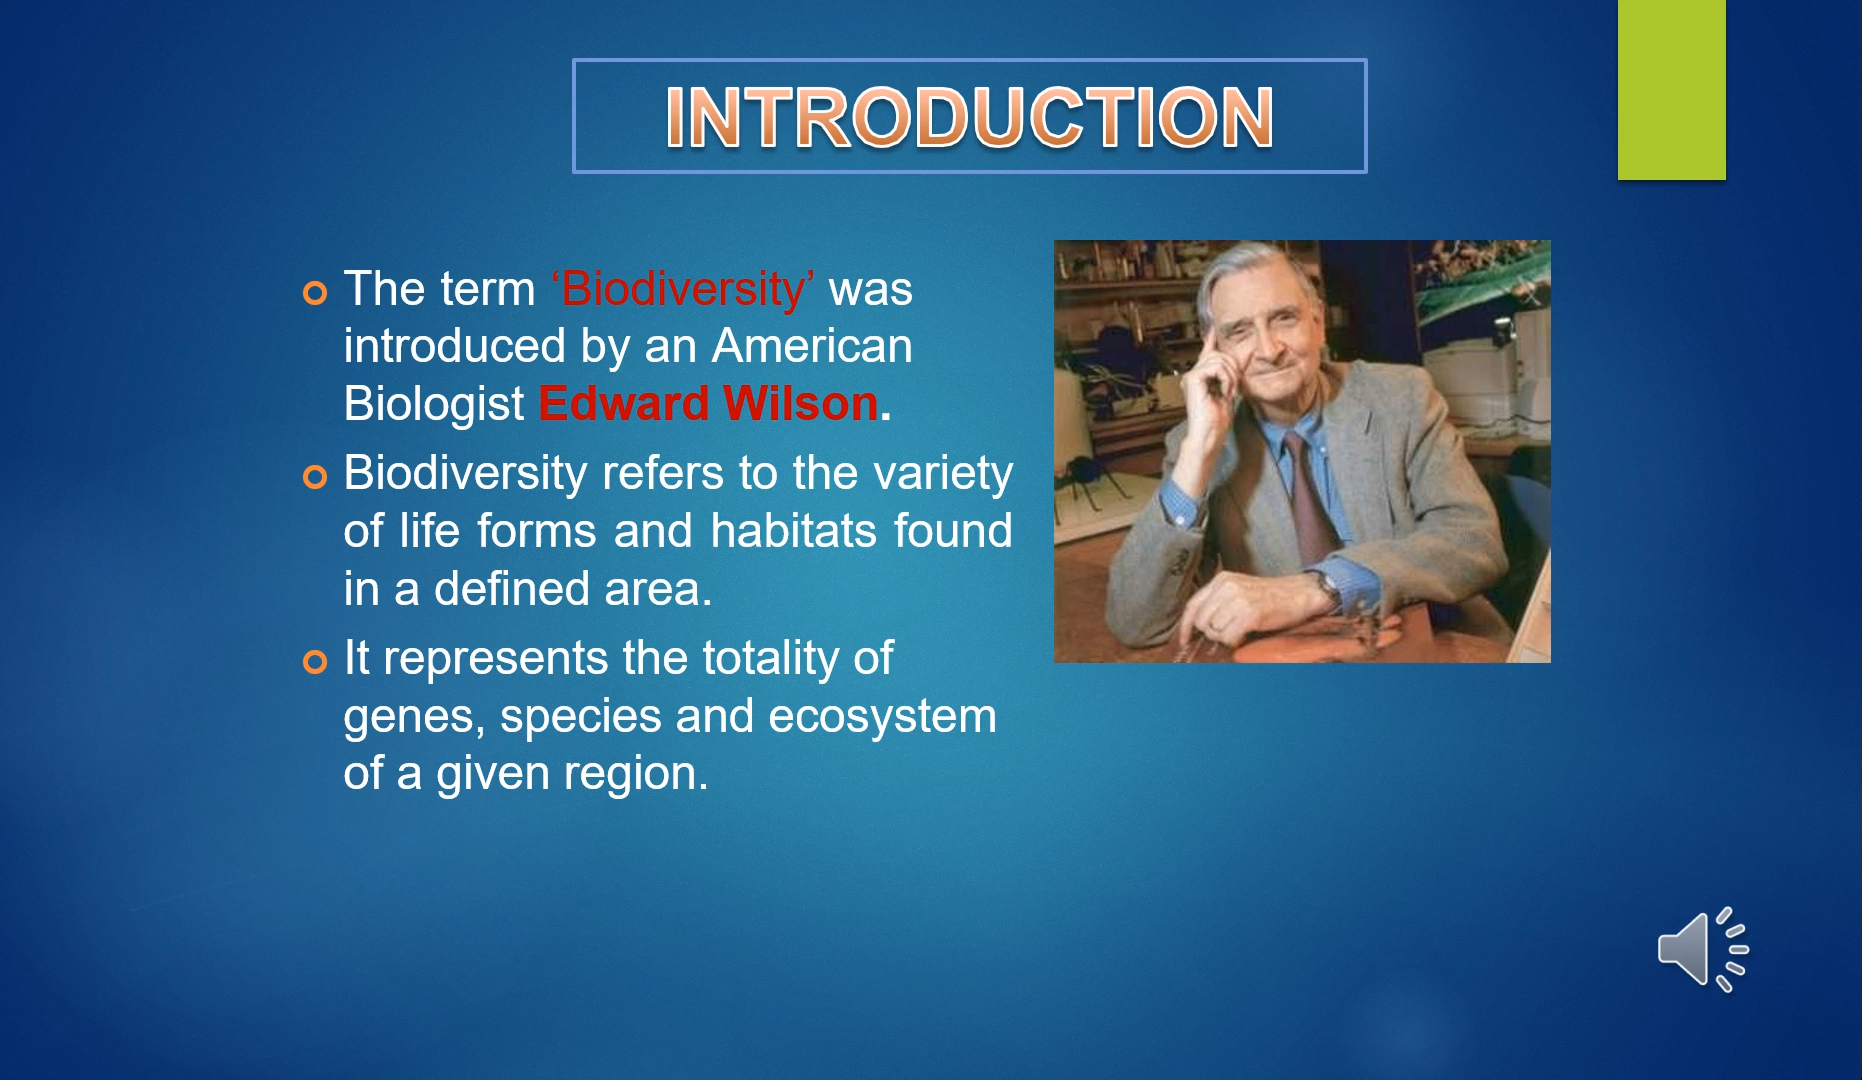 INTRODUCTION
The term ‘Biodiversity’ was
introduced by an American
Biologist Edward Wilson.
Biodiversity refers to the variety
of life forms and habitats found
in a defined area.
It represents the totality of
genes, species and ecosystem
of a given region.